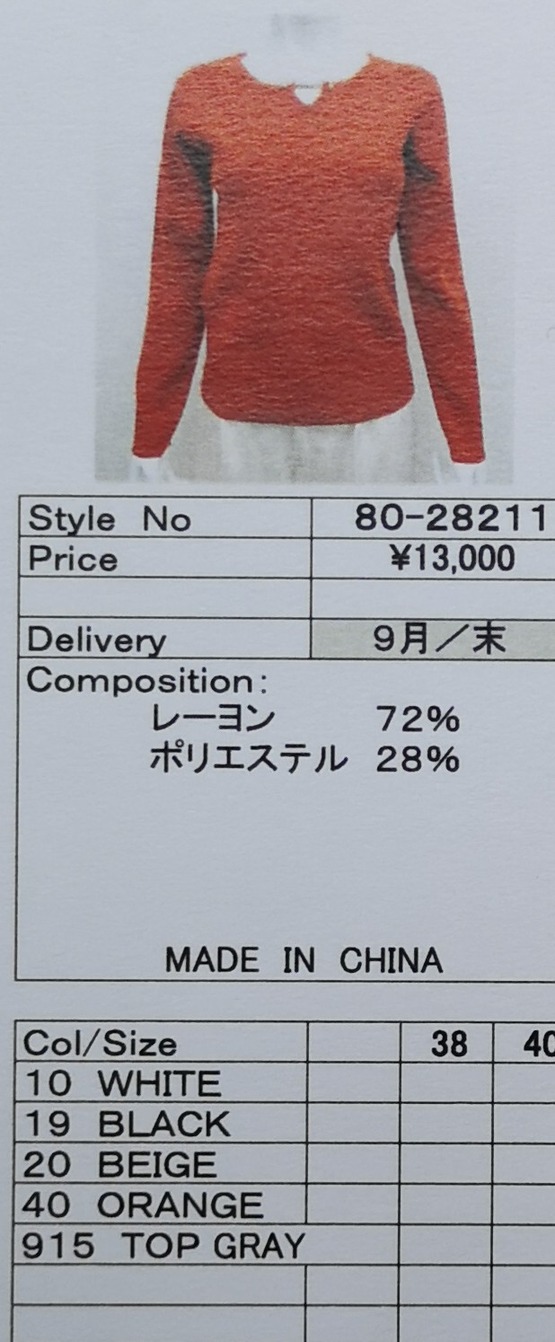 Style No 80-28211
Price ¥13,000
Delivery 9月／末
Composition:
レーヨン 72%
ポリエステル 28%
MADE IN CHINA
Col/Size 38 40
10 WHITE
19 BLACK
20 BEIGE
40 ORANGE
915 TOP GRAY